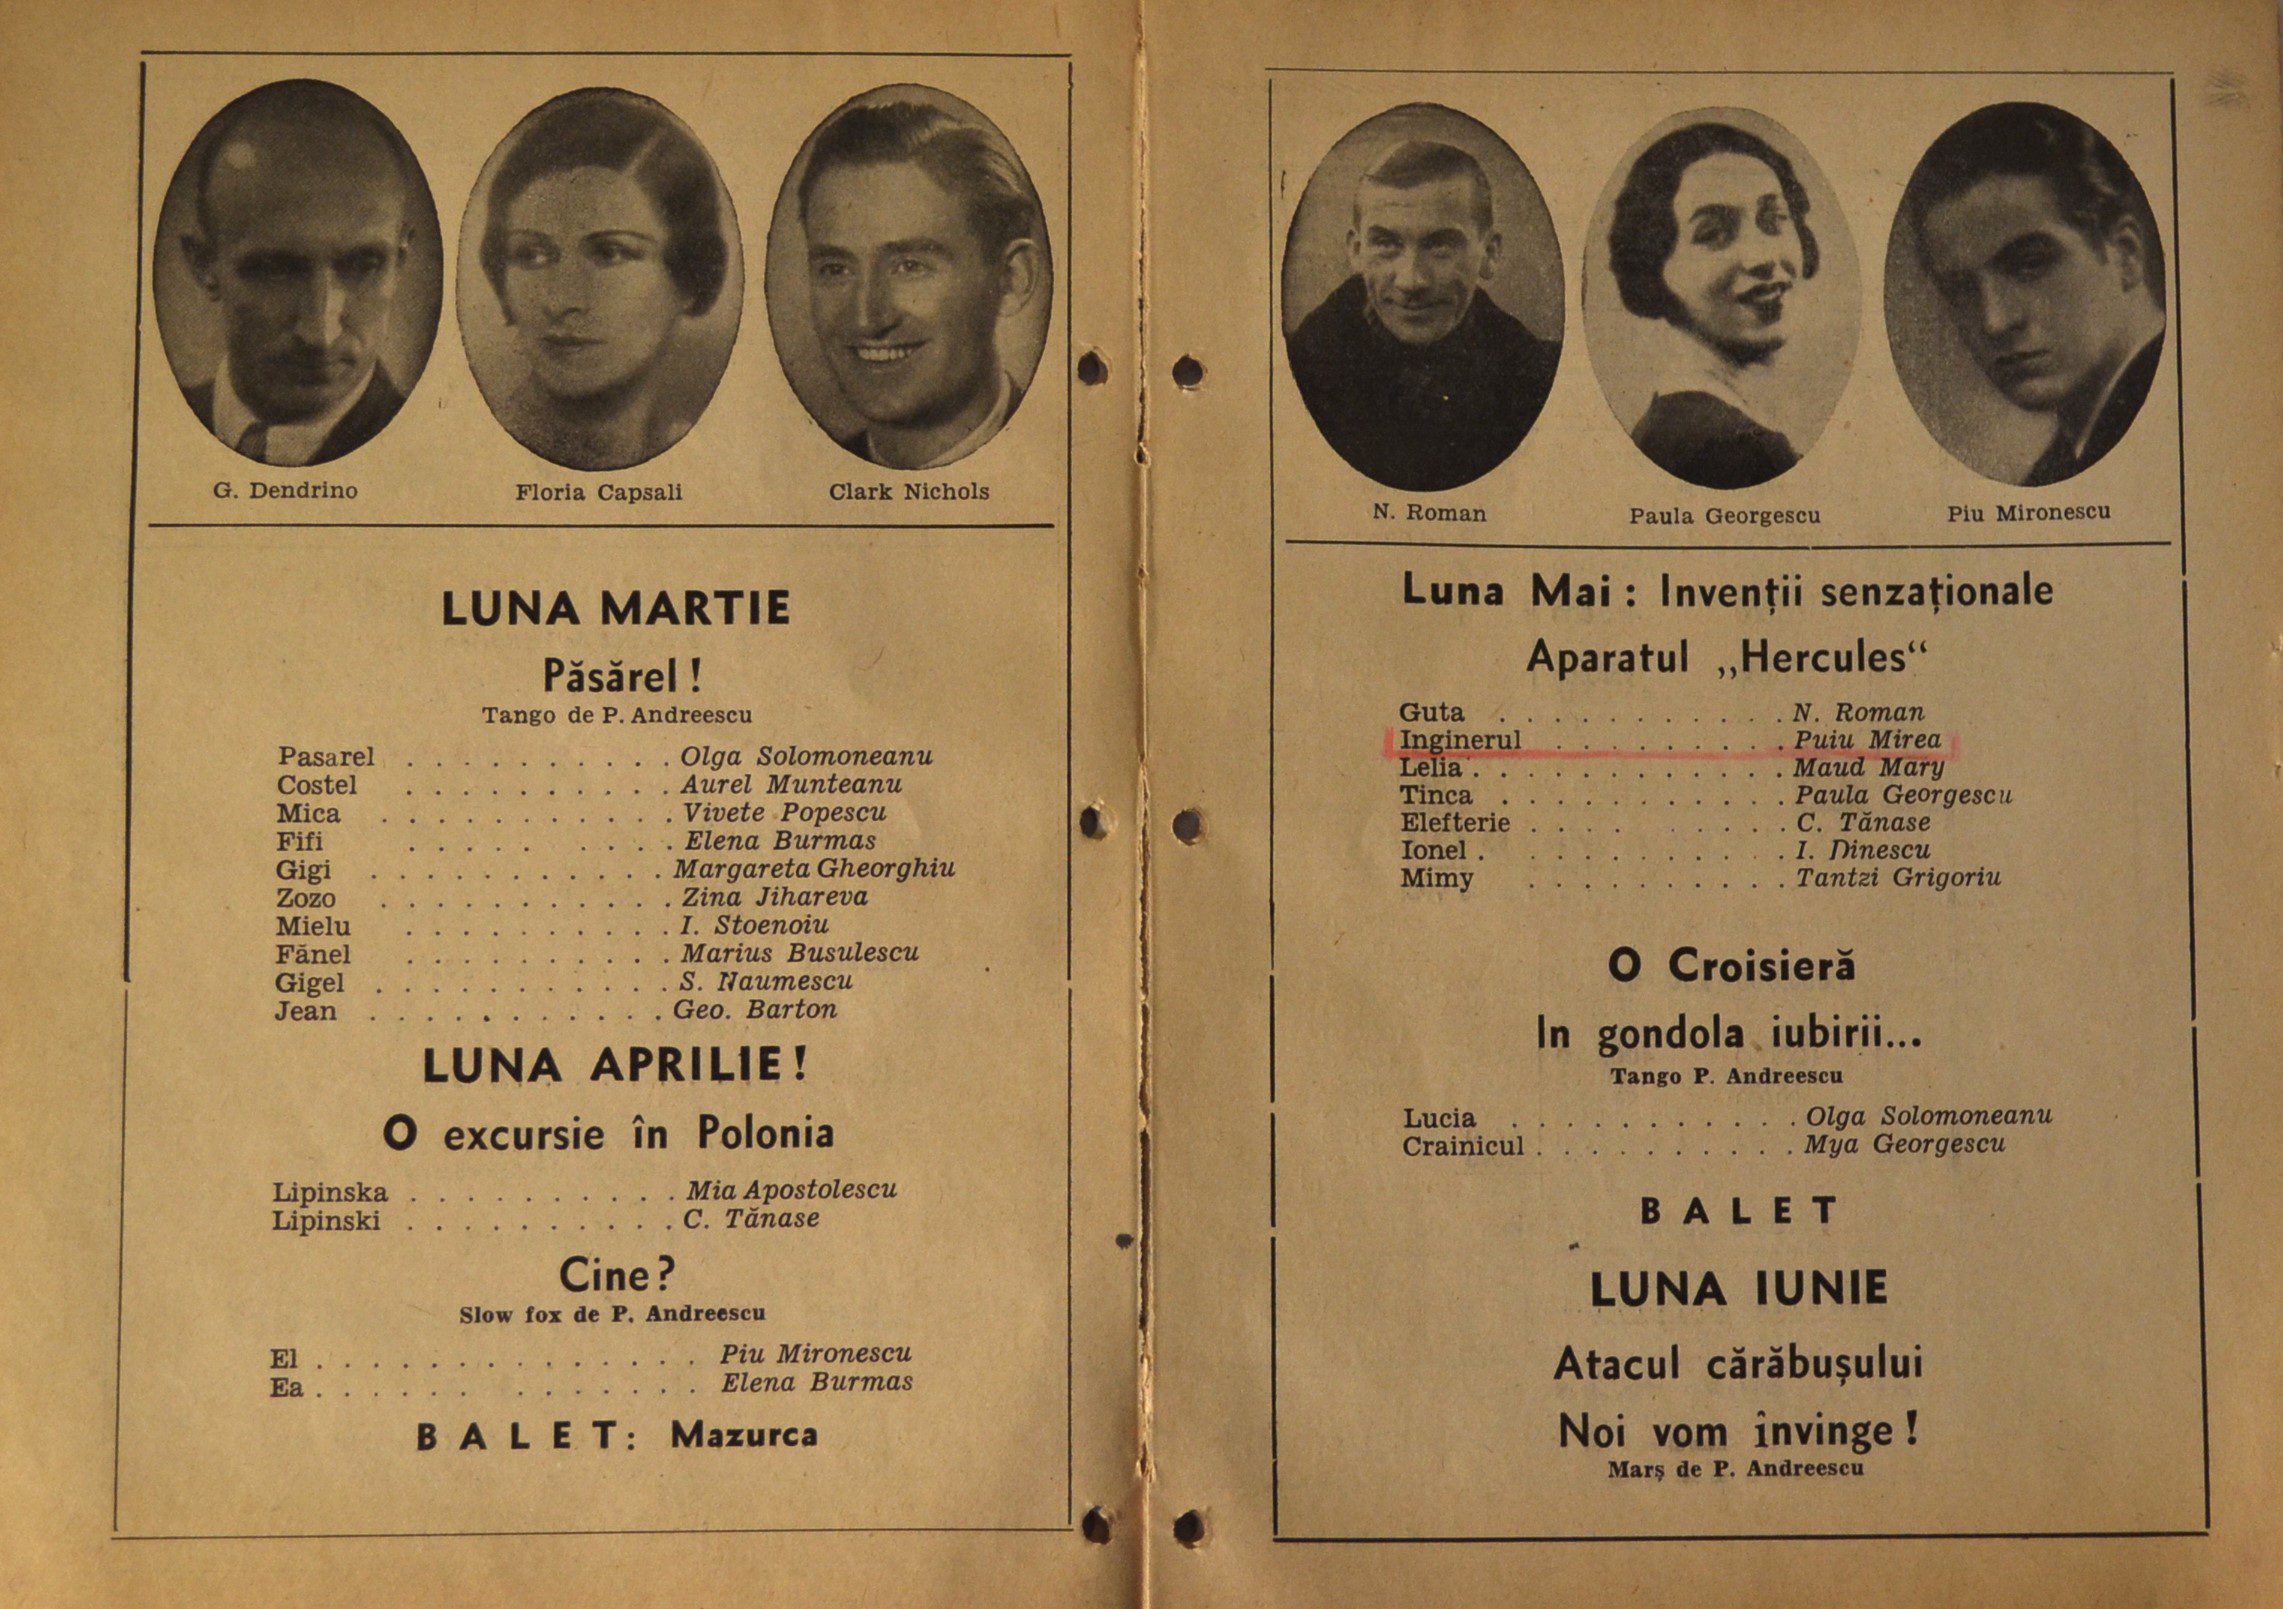 G. Dendrino
Floria Capsali
Clark Nichols
LUNA MARTIE
Păsărel !
Tango de P. Andreescu
Pasarel . . . . . . . . . . Olga Solomoneanu
Costel . . . . . . . . . . Aurel Munteanu
Mica . . . . . . . . . . . Vivete Popescu
Fifi . . . . . . . . . Elena Burmas
Gigi . . . . . . . . . . . Margareta Gheorghiu
Zozo . . . . . . . . . . . Zina Jihareva
Mielu . . . . . . . . . . I. Stoenoiu
Fănel . . . . . . . . . . Marius Busulescu
Gigel . . . . . . . . . . . S. Naumescu
Jean . . . . . . . . . . . Geo. Barton
LUNA APRILIE !
O excursie în Polonia
Lipinska . . . . . . . . . . Mia Apostolescu
Lipinski . . . . . . . . . . C. Tănase
Cine ?
Slow fox de P. Andreescu
El . . . . . . . . . . . . . . Piu Mironescu
Ea . . . . . . . . . . . . Elena Burmas
B A L E T : Mazurca
N. Roman
Paula Georgescu
Piu Mironescu
Luna Mai : Invenții senzaționale
Aparatul „Hercules“
Guta . . . . . . . . . . . N. Roman
Inginerul . . . . . . . . . Puiu Mirea
Lelia . . . . . . . . . . . . Maud Mary
Tinca . . . . . . . . . . . Paula Georgescu
Elefterie . . . . . . . . . C. Tănase
Ionel . . . . . . . . . . . I. Dinescu
Mimy . . . . . . . . . . Tantzi Grigoriu
O Croisieră
In gondola iubirii...
Tango P. Andreescu
Lucia . . . . . . . . . . . Olga Solomoneanu
Crainicul . . . . . . . . . . Mya Georgescu
B A L E T
LUNA IUNIE
Atacul cărăbușului
Noi vom învinge !
Marș de P. Andreescu